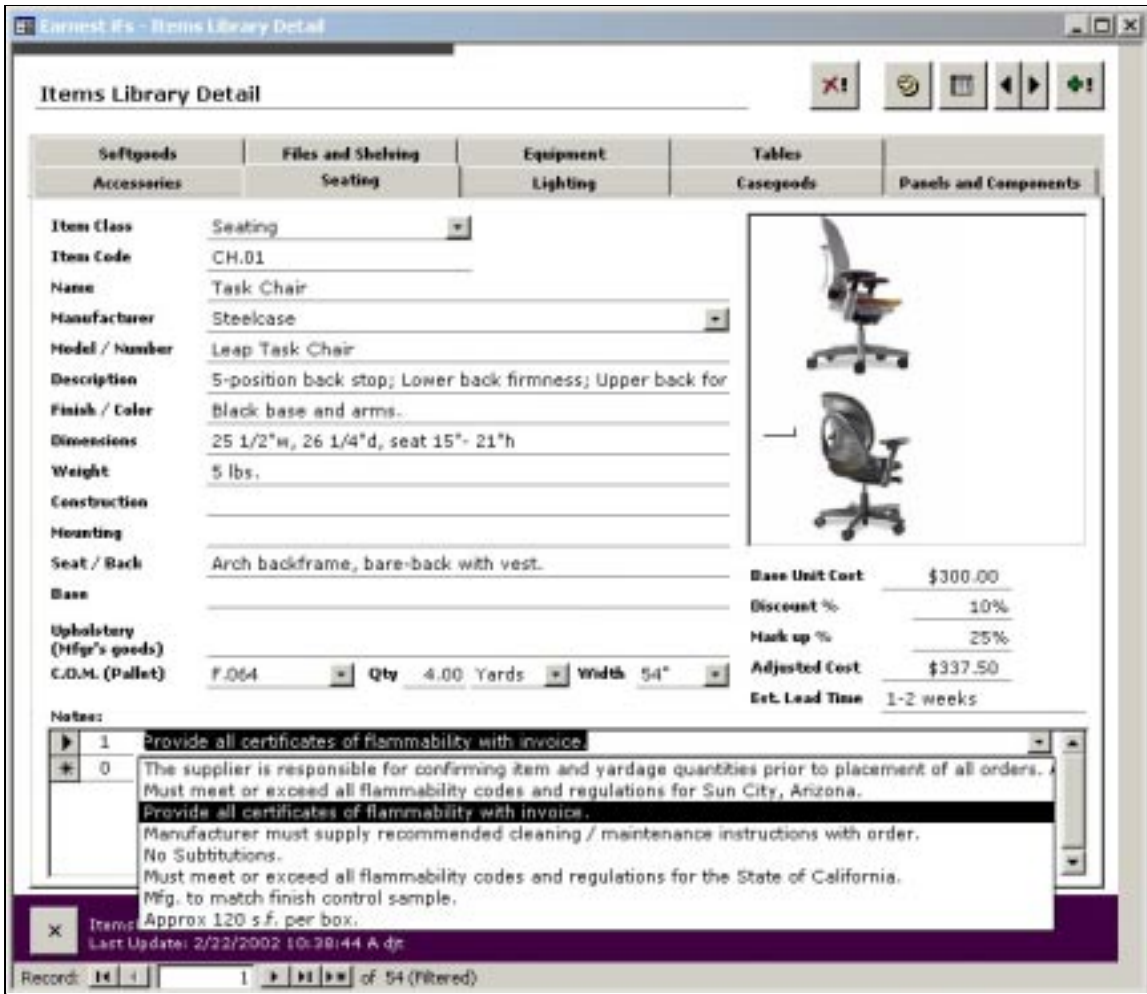 Earnest iFs - Items Library Detail
Items Library Detail
Softgoods Files and Shelving Equipment Tables
Accessories Seating Lighting Casegoods Panels and Components
Item Class Seating
Item Code CH.01
Name Task Chair
Manufacturer Steelcase
Model / Number Leap Task Chair
Description 5-position back stop; Lower back firmness; Upper back for
Finish / Color Black base and arms.
Dimensions 25 1/2"w, 26 1/4"d, seat 15"- 21"h
Weight 5 lbs.
Construction
Mounting
Seat / Back Arch backframe, bare-back with vest.
Base
Upholstery
(Mfgr's goods)
C.O.M. (Pallet) F.064 Qty 4.00 Yards Width 54"
Base Unit Cost $300.00
Discount % 10%
Mark up % 25%
Adjusted Cost $337.50
Est. Lead Time 1-2 weeks
Notes:
1 Provide all certificates of flammability with invoice.
0
The supplier is responsible for confirming item and yardage quantities prior to placement of all orders.
Must meet or exceed all flammability codes and regulations for Sun City, Arizona.
Provide all certificates of flammability with invoice.
Manufacturer must supply recommended cleaning / maintenance instructions with order.
No Subtitutions.
Must meet or exceed all flammability codes and regulations for the State of California.
Mfg. to match finish control sample.
Approx 120 s.f. per box.
Items
Last Update: 2/22/2002 10:38:44 A djt
Record: 1 of 54 (Filtered)